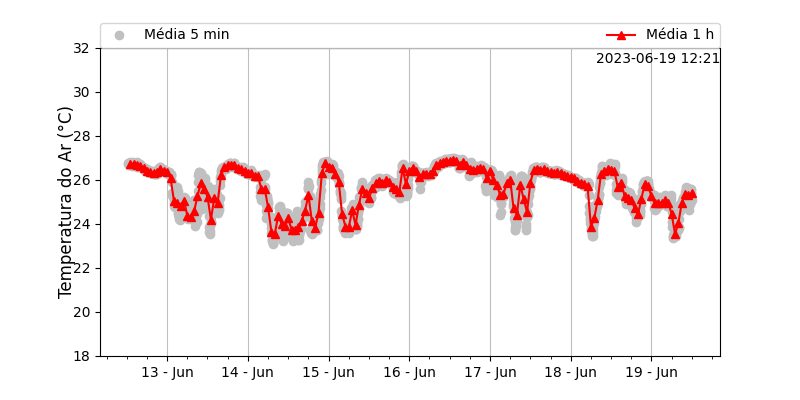 Média 5 min
Média 1 h
2023-06-19 12:21
Temperatura do Ar (°C)
32
30
28
26
24
22
20
18
13 - Jun
14 - Jun
15 - Jun
16 - Jun
17 - Jun
18 - Jun
19 - Jun